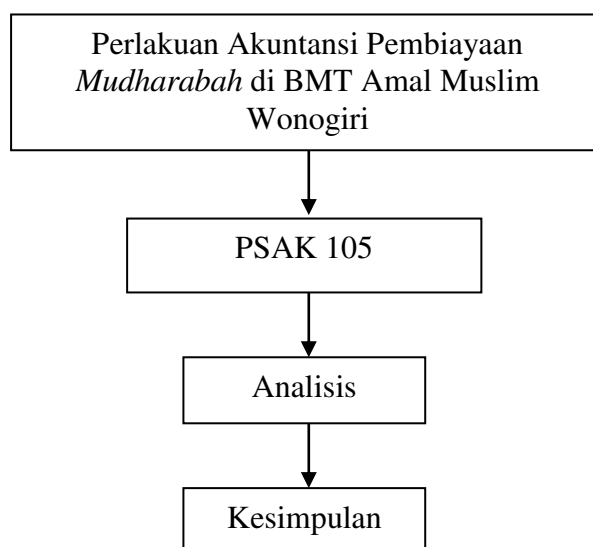 Perlakuan Akuntansi Pembiayaan
Mudharabah di BMT Amal Muslim
Wonogiri
PSAK 105
Analisis
Kesimpulan